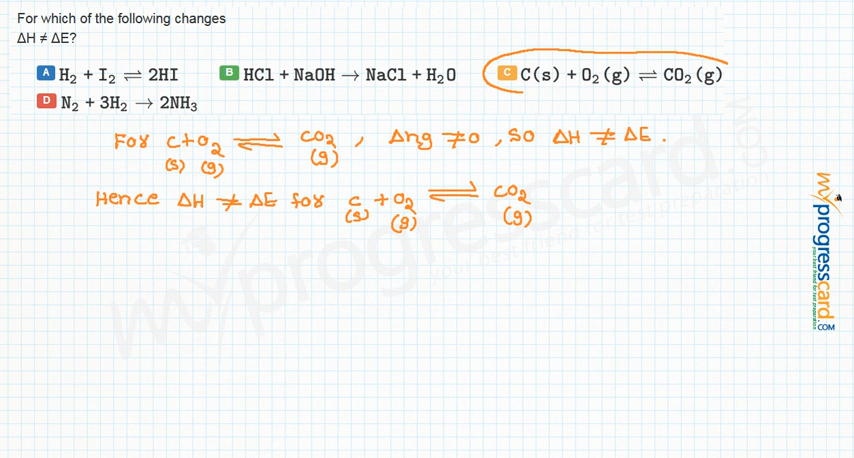 For which of the following changes
ΔH ≠ ΔE?
A H₂ + I₂ ⇌ 2HI B HCl + NaOH → NaCl + H₂O C C(s) + O₂(g) ⇌ CO₂(g)
D N₂ + 3H₂ → 2NH₃
For C+O₂ ⇌ CO₂ , Δng ≠0 , so ΔH ≠ ΔE .
(s) (g) (g)
Hence ΔH ≠ ΔE for C + O₂ ⇌ CO₂
(s) (g) (g)
myprogresscard
.COM